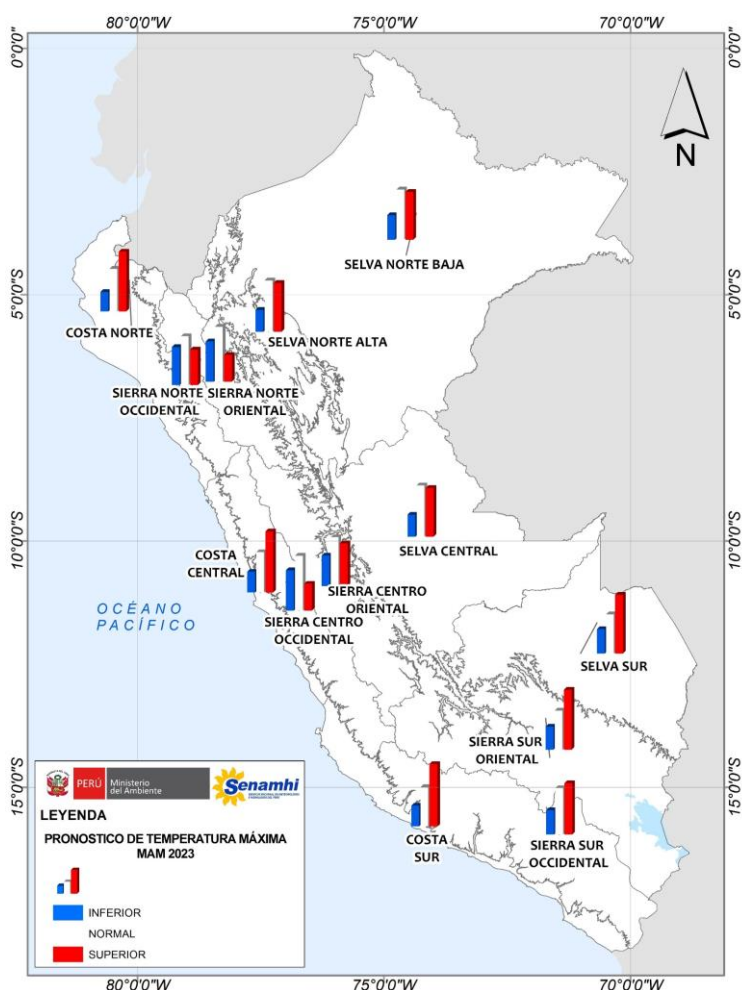 80°0'0"W 75°0'0"W 70°0'0"W
0°0'0" 0°0'0"
N
SELVA NORTE BAJA
5°0'0"S 5°0'0"S
COSTA NORTE
SELVA NORTE ALTA
SIERRA NORTE
OCCIDENTAL
SIERRA NORTE
ORIENTAL
10°0'0"S 10°0'0"S
SELVA CENTRAL
COSTA
CENTRAL
SIERRA CENTRO
ORIENTAL
SIERRA CENTRO
OCCIDENTAL
OCÉANO
PACÍFICO
SELVA SUR
SIERRA SUR
ORIENTAL
15°0'0"S 15°0'0"S
COSTA
SUR
SIERRA SUR
OCCIDENTAL
PERÚ
Ministerio
del Ambiente
Senamhi
LEYENDA
PRONOSTICO DE TEMPERATURA MÁXIMA
MAM 2023
INFERIOR
NORMAL
SUPERIOR
80°0'0"W 75°0'0"W 70°0'0"W